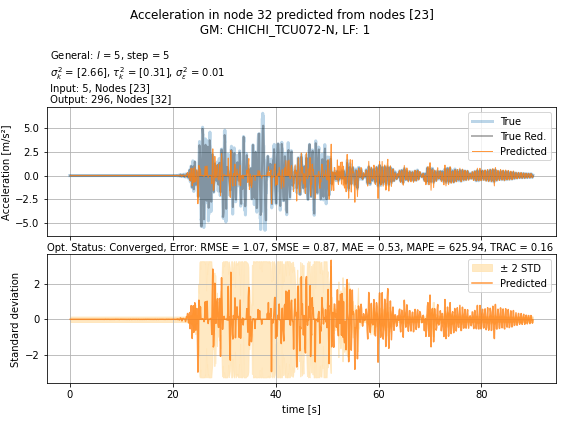 Acceleration in node 32 predicted from nodes [23]
GM: CHICHI_TCU072-N, LF: 1
General: l = 5, step = 5
σ²ₖ = [2.66], τ²ₖ = [0.31], σ²ε = 0.01
Input: 5, Nodes [23]
Output: 296, Nodes [32]
Acceleration [m/s²]
5.0
2.5
0.0
−2.5
−5.0
True
True Red.
Predicted
Opt. Status: Converged, Error: RMSE = 1.07, SMSE = 0.87, MAE = 0.53, MAPE = 625.94, TRAC = 0.16
Standard deviation
2
0
−2
± 2 STD
Predicted
0 20 40 60 80
time [s]